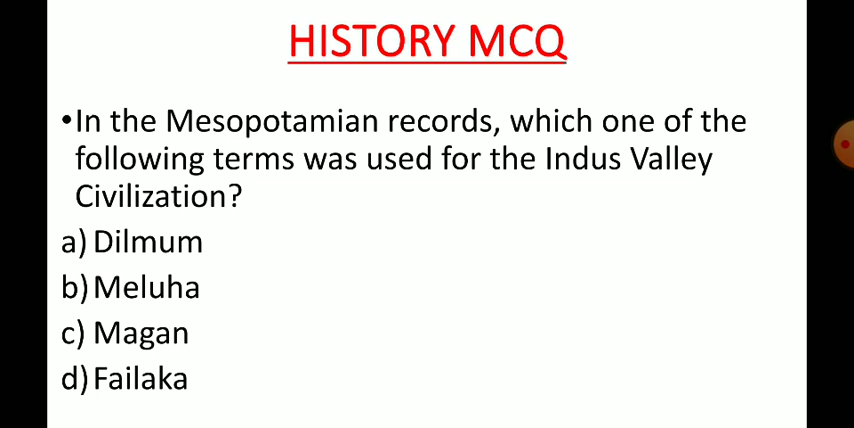 HISTORY MCQ
•In the Mesopotamian records, which one of the
following terms was used for the Indus Valley
Civilization?
a) Dilmum
b) Meluha
c) Magan
d) Failaka